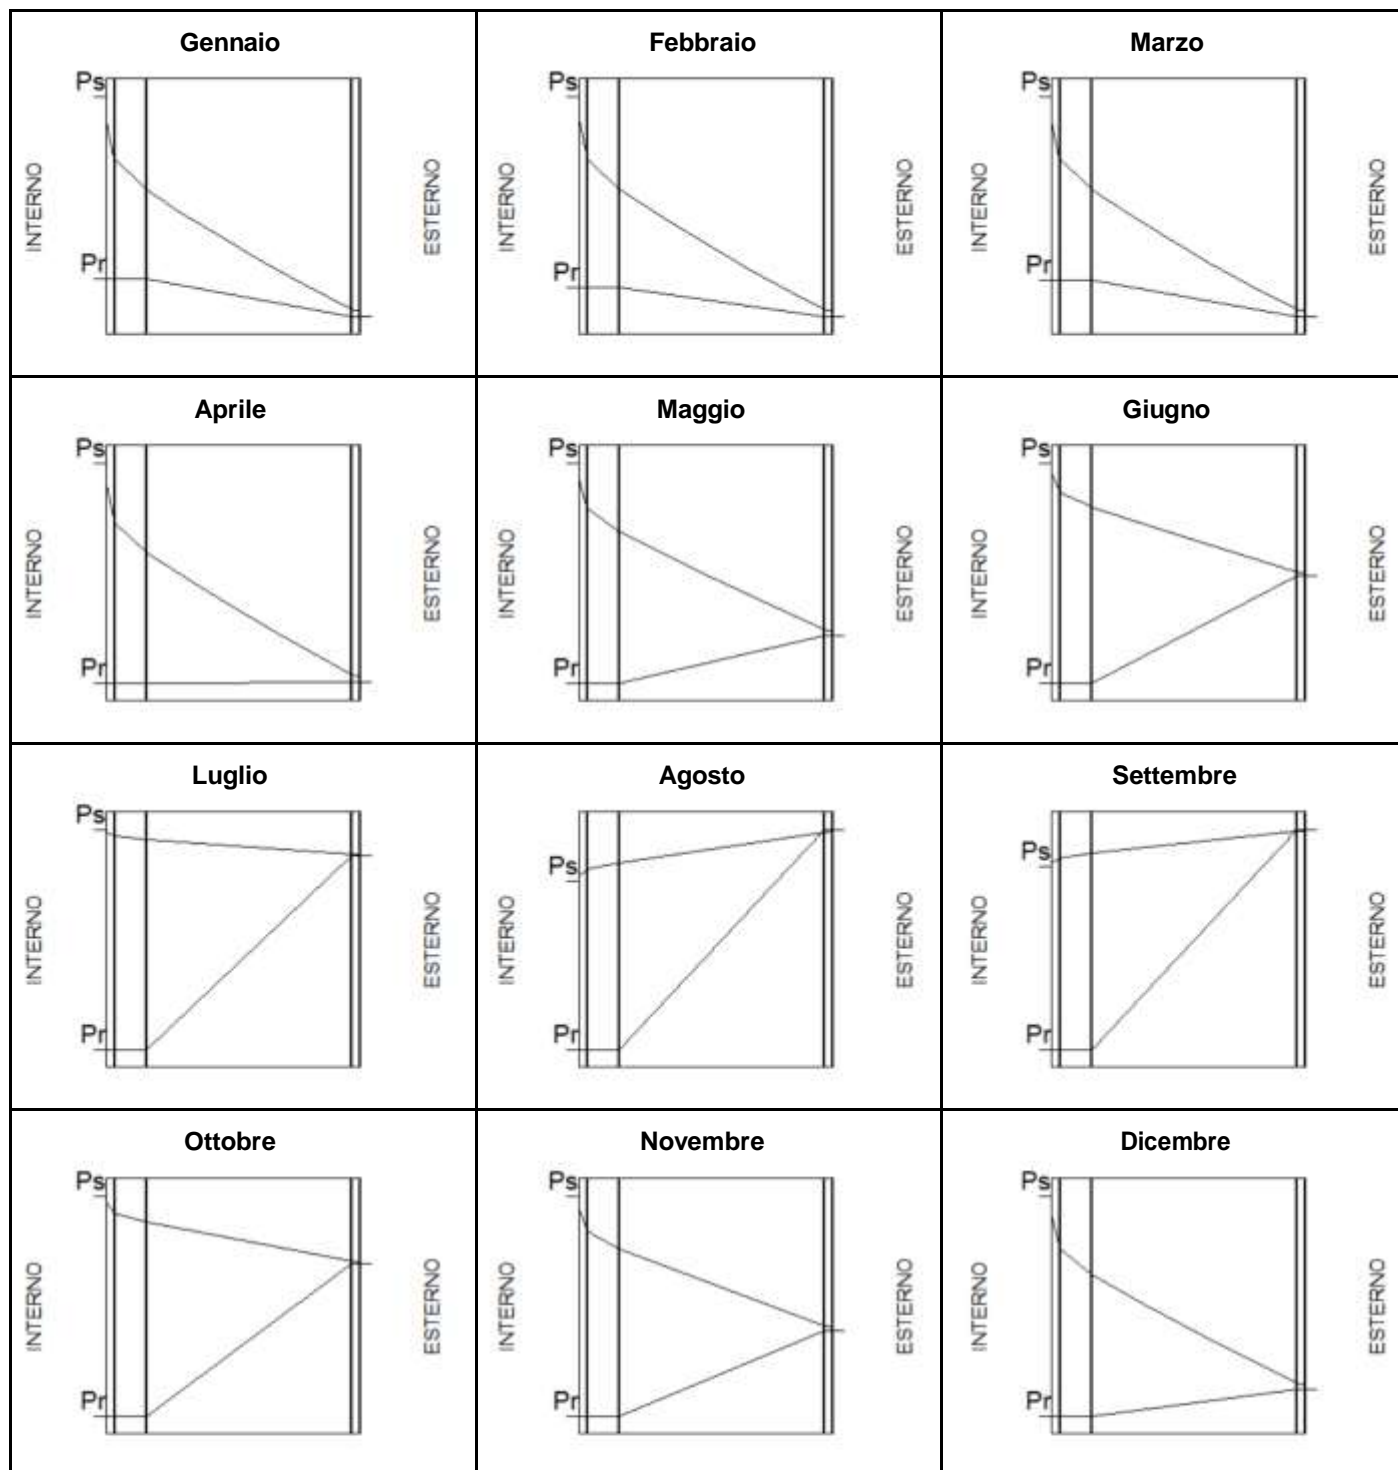 Gennaio
Ps
Pr
INTERNO
ESTERNO
Febbraio
Ps
Pr
INTERNO
ESTERNO
Marzo
Ps
Pr
INTERNO
ESTERNO
Aprile
Ps
Pr
INTERNO
ESTERNO
Maggio
Ps
Pr
INTERNO
ESTERNO
Giugno
Ps
Pr
INTERNO
ESTERNO
Luglio
Ps
Pr
INTERNO
ESTERNO
Agosto
Ps
Pr
INTERNO
ESTERNO
Settembre
Ps
Pr
INTERNO
ESTERNO
Ottobre
Ps
Pr
INTERNO
ESTERNO
Novembre
Ps
Pr
INTERNO
ESTERNO
Dicembre
Ps
Pr
INTERNO
ESTERNO